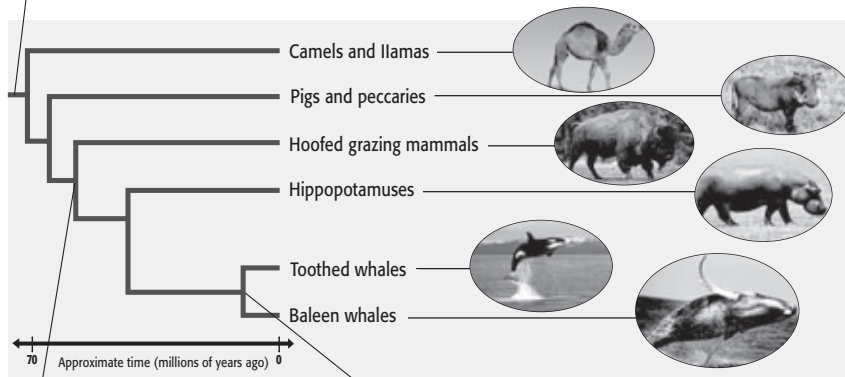 Camels and IIamas
Pigs and peccaries
Hoofed grazing mammals
Hippopotamuses
Toothed whales
Baleen whales
70 Approximate time (millions of years ago) 0